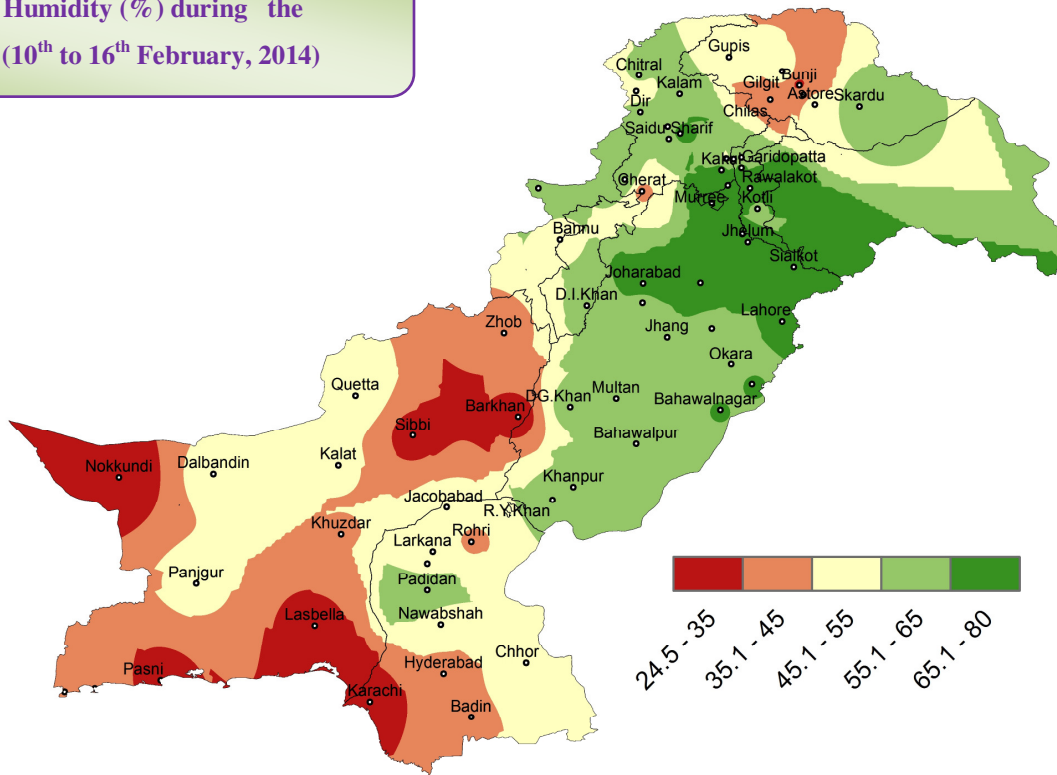 Humidity (%) during the
(10th to 16th February, 2014)
Gupis
Chitral
Bunji
Gilgit
Kalam
Astore Skardu
Dir
Chilas
Saidu Sharif
Garidopatta
Cherat
Rawalakot
Murree
Kotli
Bannu
Jhelum
Sialkot
Joharabad
D.I.Khan
Lahore
Zhob
Jhang
Okara
Quetta
Multan
D.G.Khan
Bahawalnagar
Barkhan
Sibbi
Bahawalpur
Kalat
Nokkundi
Dalbandin
Khanpur
Jacobabad
R.Y.Khan
Khuzdar
Rohri
Larkana
Panjgur
Padidan
Lasbella
Nawabshah
Chhor
Hyderabad
Pasni
Karachi
Badin
24.5 - 35
35.1 - 45
45.1 - 55
55.1 - 65
65.1 - 80